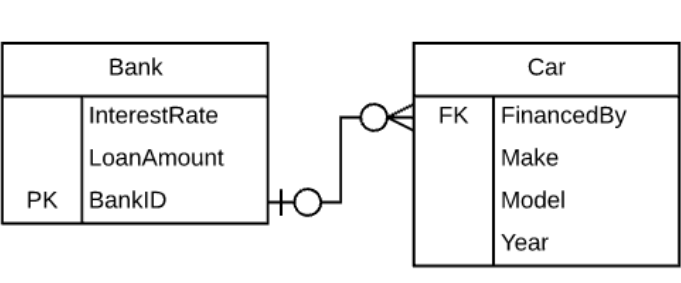 Bank
InterestRate
LoanAmount
PK BankID
Car
FK FinancedBy
Make
Model
Year